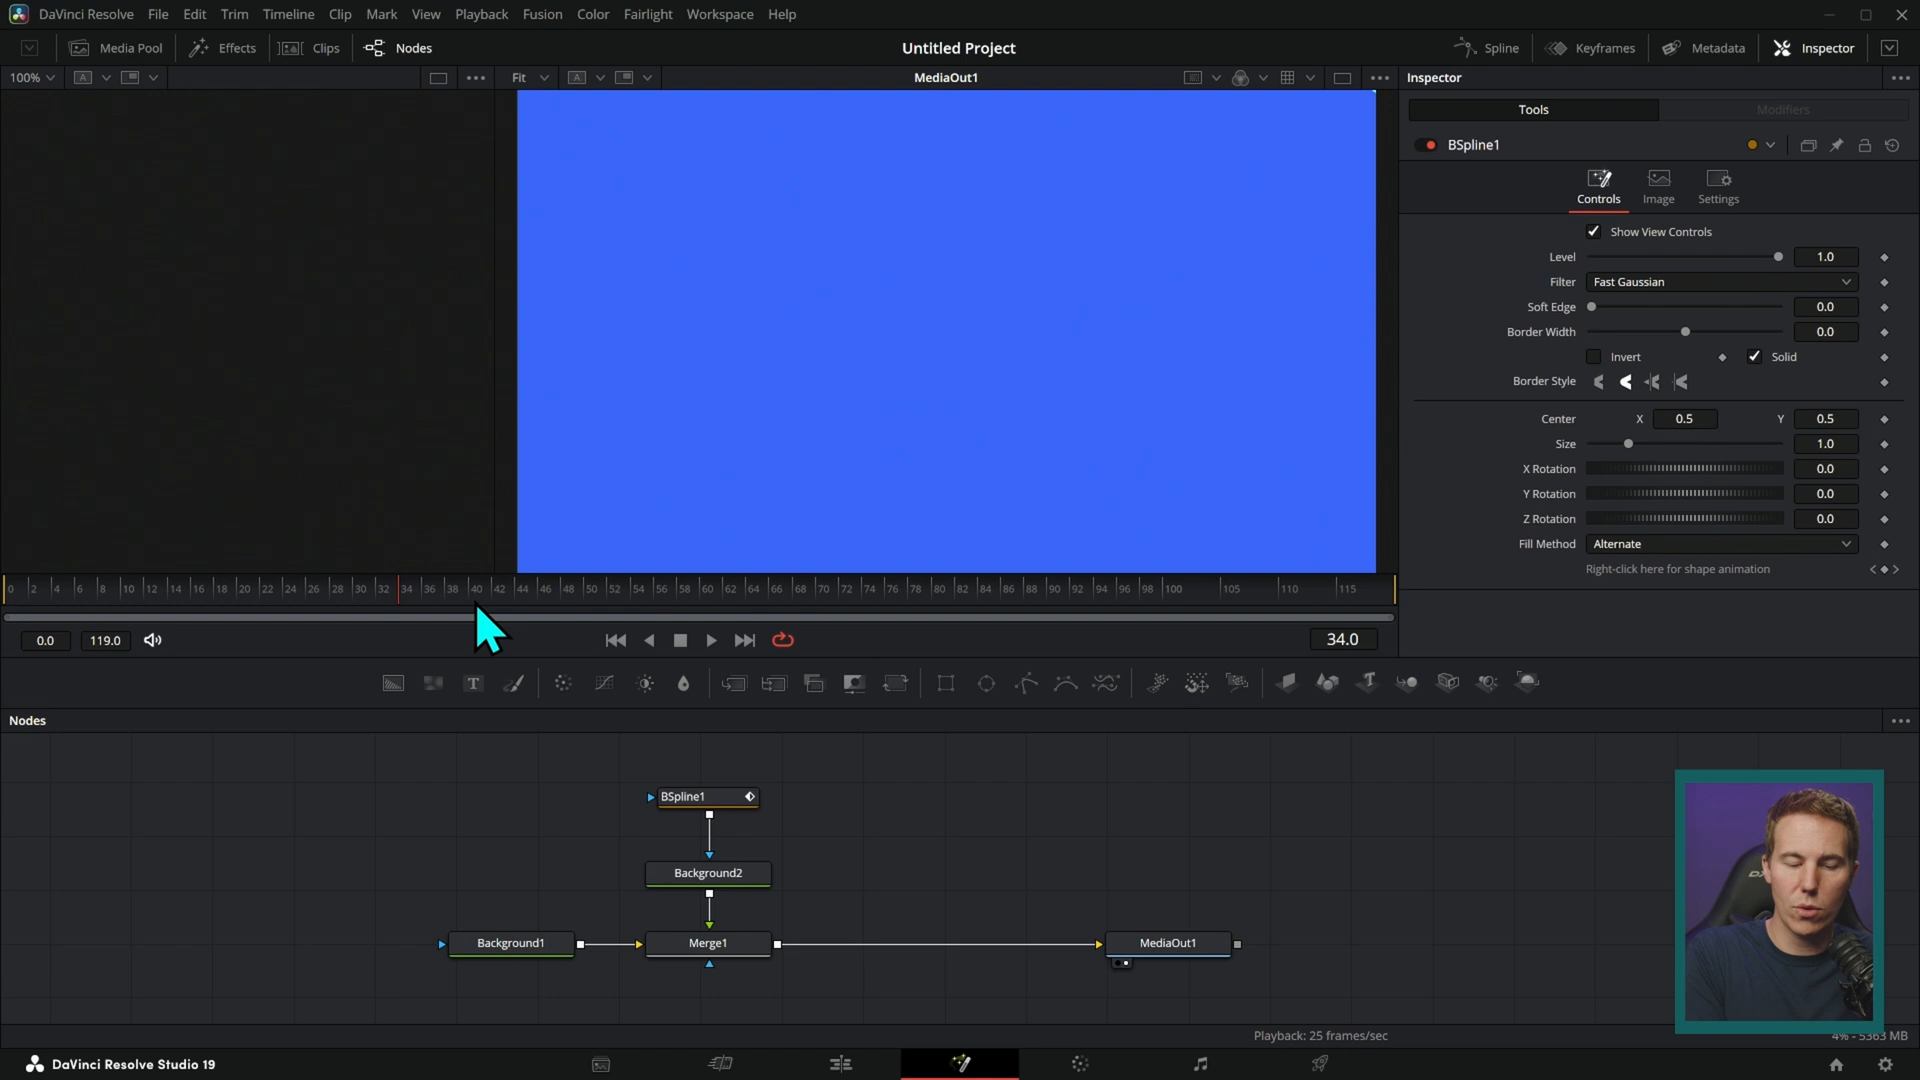 DaVinci Resolve File Edit Trim Timeline Clip Mark View Playback Fusion Color Fairlight Workspace Help
Media Pool Effects Clips Nodes Untitled Project Spline Keyframes Metadata Inspector
100% A Fit A MediaOut1 Inspector
Tools Modifiers
BSpline1
Controls Image Settings
Show View Controls
Level 1.0
Filter Fast Gaussian
Soft Edge 0.0
Border Width 0.0
Invert Solid
Border Style
Center X 0.5 Y 0.5
Size 1.0
X Rotation 0.0
Y Rotation 0.0
Z Rotation 0.0
Fill Method Alternate
Right-click here for shape animation
0 2 4 6 8 10 12 14 16 18 20 22 24 26 28 30 32 34 36 38 40 42 44 46 48 50 52 54 56 58 60 62 64 66 68 70 72 74 76 78 80 82 84 86 88 90 92 94 96 98 100 105 110 115
0.0 119.0 34.0
T T
Nodes
BSpline1
Background2
Background1 Merge1 MediaOut1
Playback: 25 frames/sec 4% - 5363 MB
DaVinci Resolve Studio 19